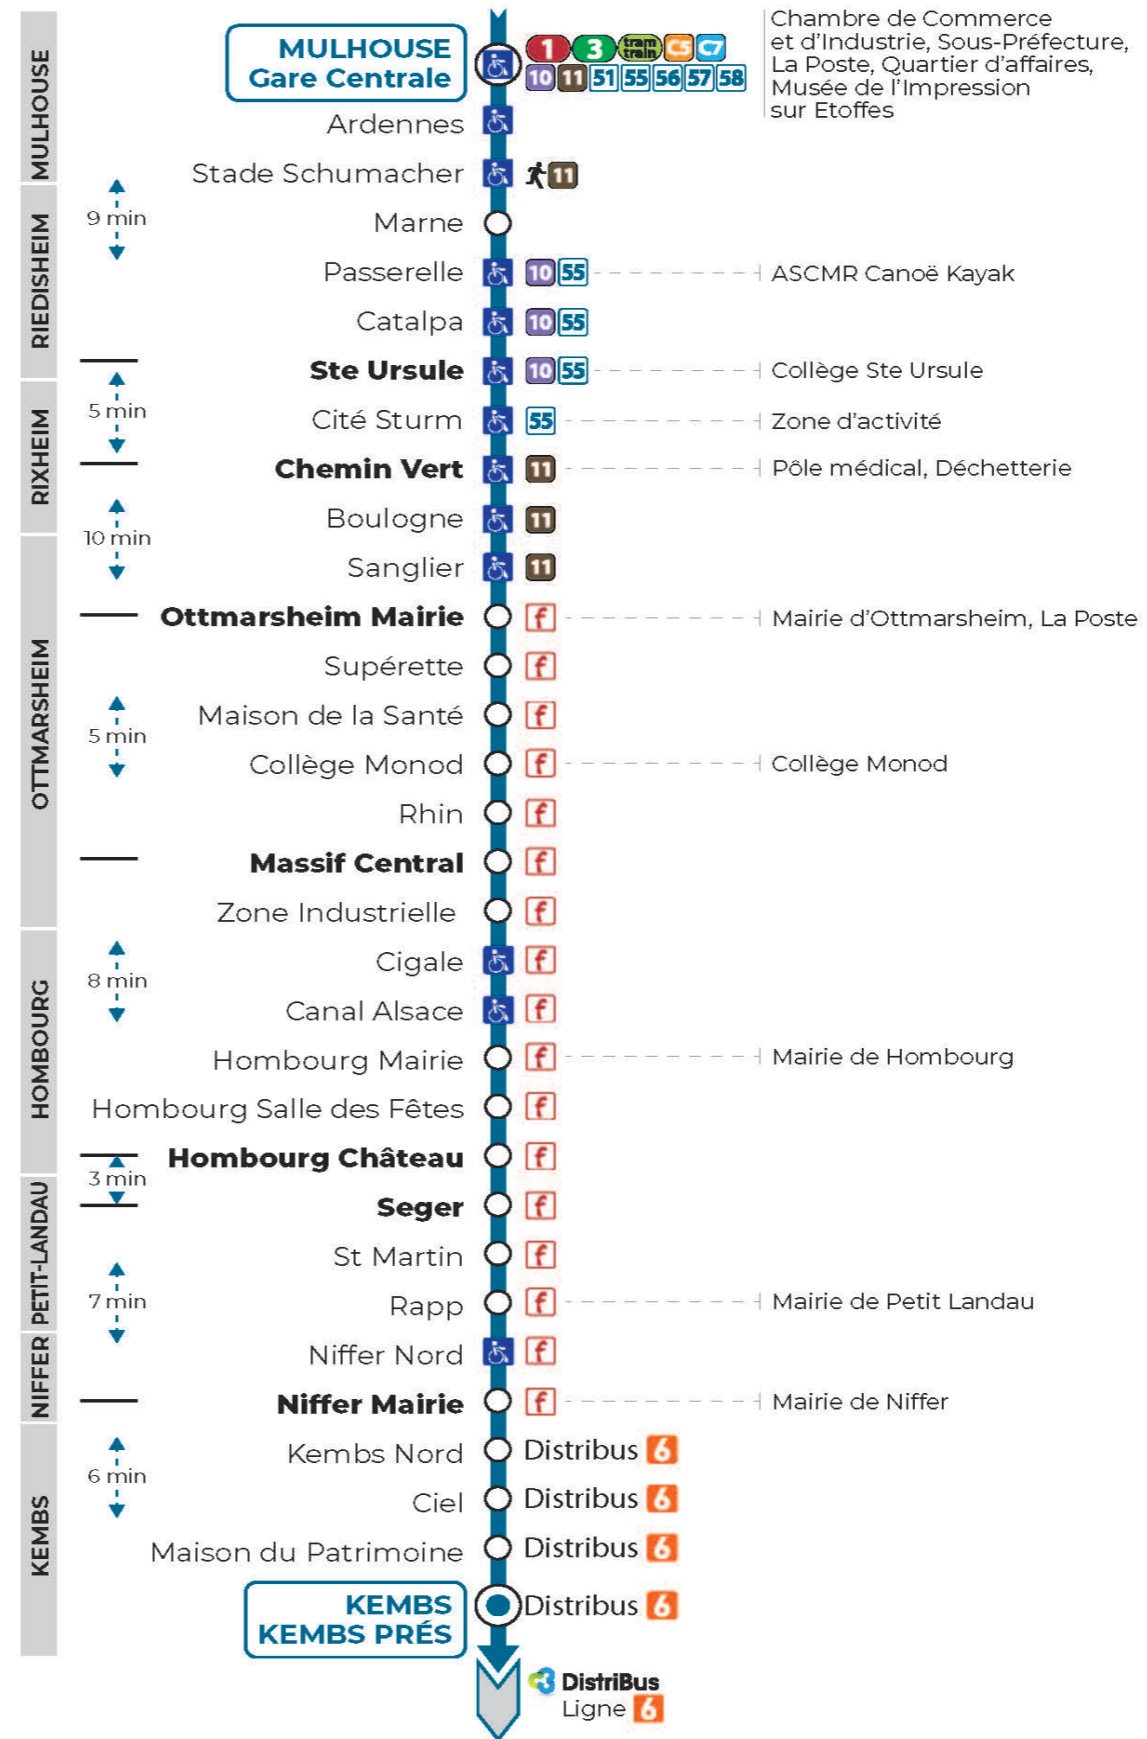 MULHOUSE
RIEDISHEIM
RIXHEIM
OTTMARSHEIM
HOMBOURG
PETIT-LANDAU
NIFFER
KEMBS
9 min
5 min
10 min
5 min
8 min
3 min
7 min
6 min
MULHOUSE
Gare Centrale
1 3 tram train C5 C7
10 11 51 55 56 57 58
Chambre de Commerce
et d'Industrie, Sous-Préfecture,
La Poste, Quartier d'affaires,
Musée de l'Impression
sur Etoffes
Ardennes
Stade Schumacher 11
Marne
Passerelle 10 55 ASCMR Canoë Kayak
Catalpa 10 55
Ste Ursule 10 55 Collège Ste Ursule
Cité Sturm 55 Zone d'activité
Chemin Vert 11 Pôle médical, Déchetterie
Boulogne 11
Sanglier 11
Ottmarsheim Mairie f Mairie d'Ottmarsheim, La Poste
Supérette f
Maison de la Santé f
Collège Monod f Collège Monod
Rhin f
Massif Central f
Zone Industrielle f
Cigale f
Canal Alsace f
Hombourg Mairie f Mairie de Hombourg
Hombourg Salle des Fêtes f
Hombourg Château f
Seger f
St Martin f
Rapp f Mairie de Petit Landau
Niffer Nord f
Niffer Mairie f Mairie de Niffer
Kembs Nord Distribus 6
Ciel Distribus 6
Maison du Patrimoine Distribus 6
KEMBS
KEMBS PRÉS
Distribus 6
DistriBus
Ligne 6